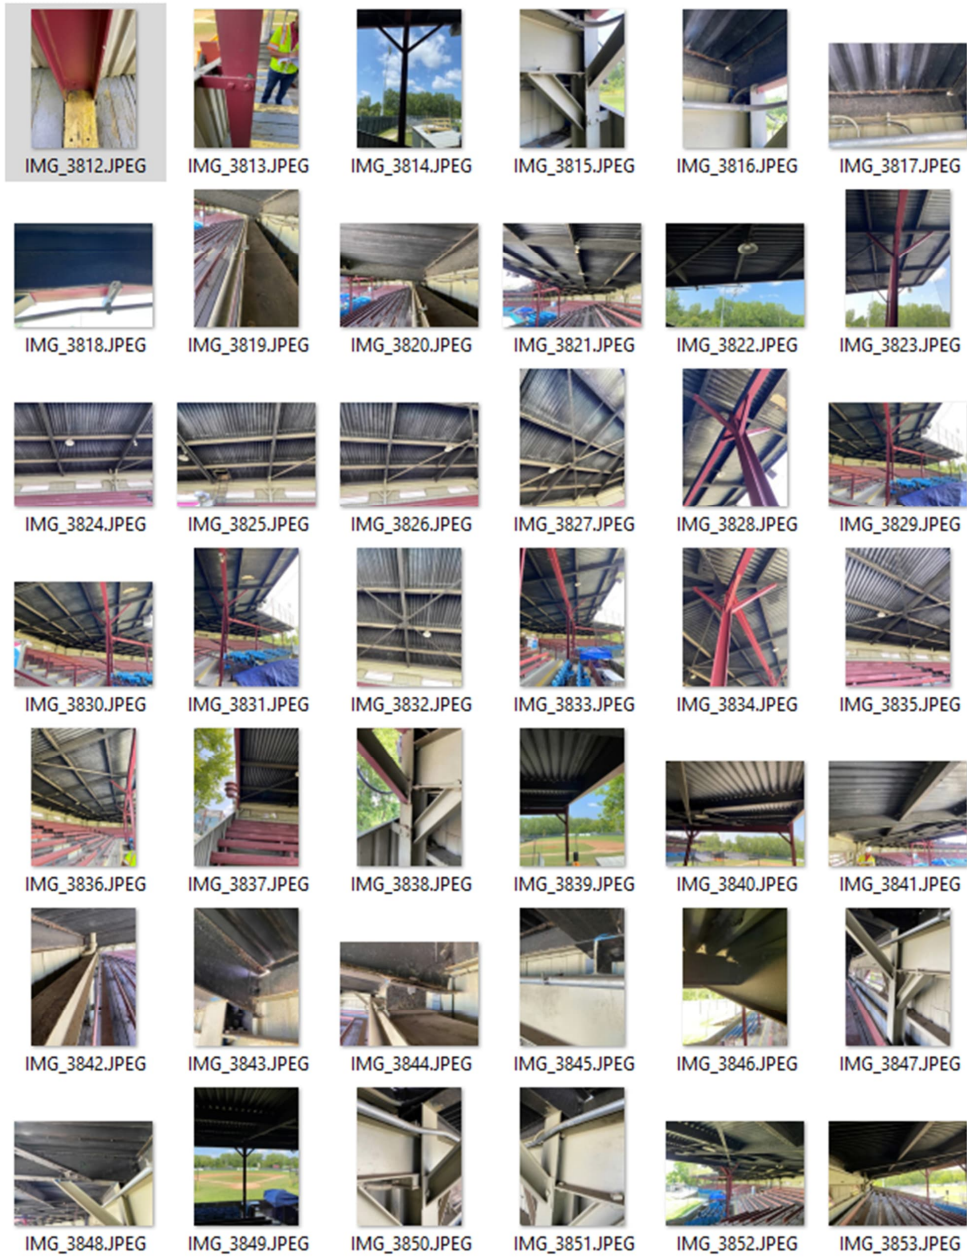 IMG_3812.JPEG IMG_3813.JPEG IMG_3814.JPEG IMG_3815.JPEG IMG_3816.JPEG IMG_3817.JPEG
IMG_3818.JPEG IMG_3819.JPEG IMG_3820.JPEG IMG_3821.JPEG IMG_3822.JPEG IMG_3823.JPEG
IMG_3824.JPEG IMG_3825.JPEG IMG_3826.JPEG IMG_3827.JPEG IMG_3828.JPEG IMG_3829.JPEG
IMG_3830.JPEG IMG_3831.JPEG IMG_3832.JPEG IMG_3833.JPEG IMG_3834.JPEG IMG_3835.JPEG
IMG_3836.JPEG IMG_3837.JPEG IMG_3838.JPEG IMG_3839.JPEG IMG_3840.JPEG IMG_3841.JPEG
IMG_3842.JPEG IMG_3843.JPEG IMG_3844.JPEG IMG_3845.JPEG IMG_3846.JPEG IMG_3847.JPEG
IMG_3848.JPEG IMG_3849.JPEG IMG_3850.JPEG IMG_3851.JPEG IMG_3852.JPEG IMG_3853.JPEG